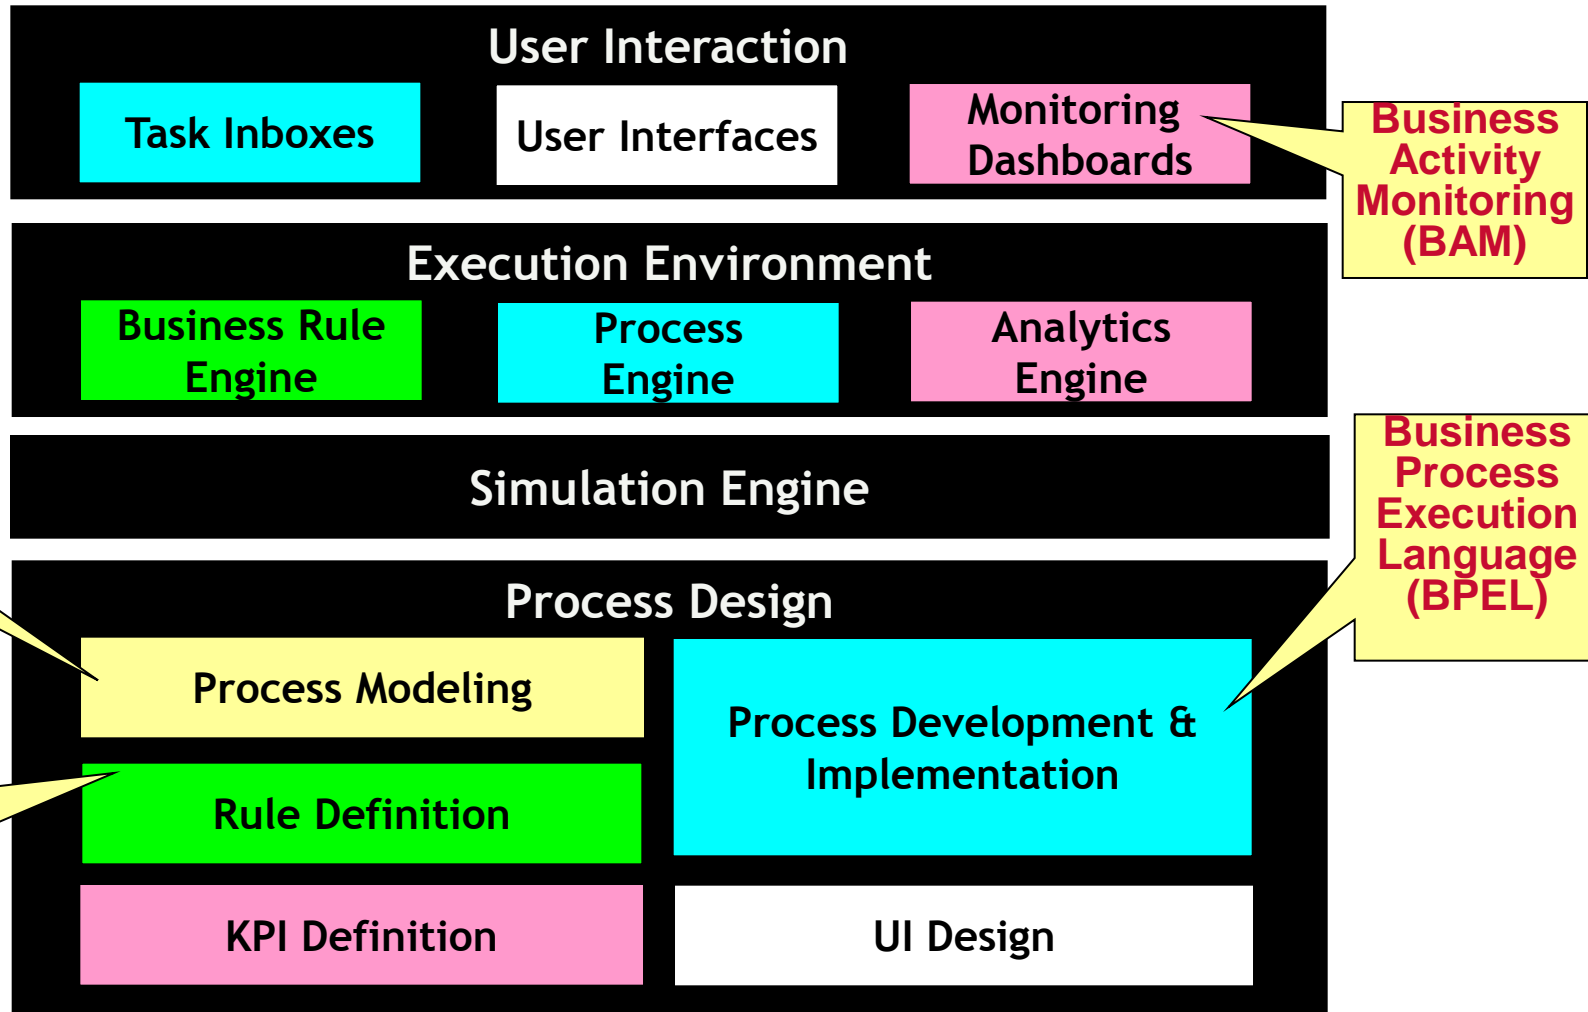 User Interaction
Task Inboxes
User Interfaces
Monitoring
Dashboards
Business
Activity
Monitoring
(BAM)
Execution Environment
Business Rule
Engine
Process
Engine
Analytics
Engine
Simulation Engine
Business
Process
Execution
Language
(BPEL)
Process Design
Process Modeling
Process Development &
Implementation
Rule Definition
KPI Definition
UI Design